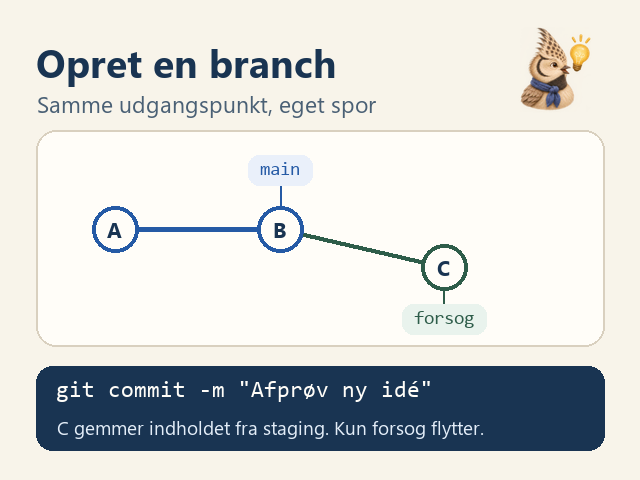 Opret en branch
Samme udgangspunkt, eget spor
main
A
B
C
forsog
git commit -m "Afprøv ny idé"
C gemmer indholdet fra staging. Kun forsog flytter.